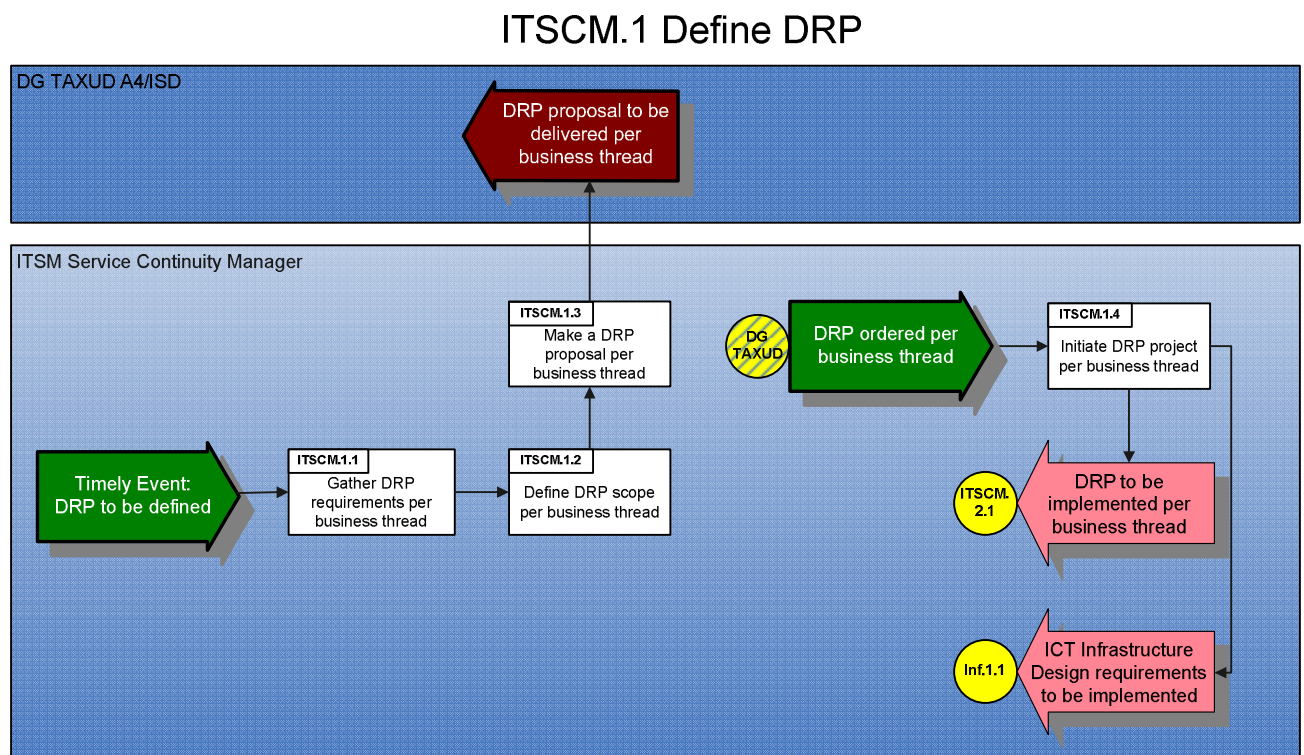 ITSCM.1 Define DRP
DG TAXUD A4/ISD
DRP proposal to be
delivered per
business thread
ITSM Service Continuity Manager
ITSCM.1.3
Make a DRP
proposal per
business thread
DG
TAXUD
DRP ordered per
business thread
ITSCM.1.4
Initiate DRP project
per business thread
Timely Event:
DRP to be defined
ITSCM.1.1
Gather DRP
requirements per
business thread
ITSCM.1.2
Define DRP scope
per business thread
ITSCM.
2.1
DRP to be
implemented per
business thread
Inf.1.1
ICT Infrastructure
Design requirements
to be implemented